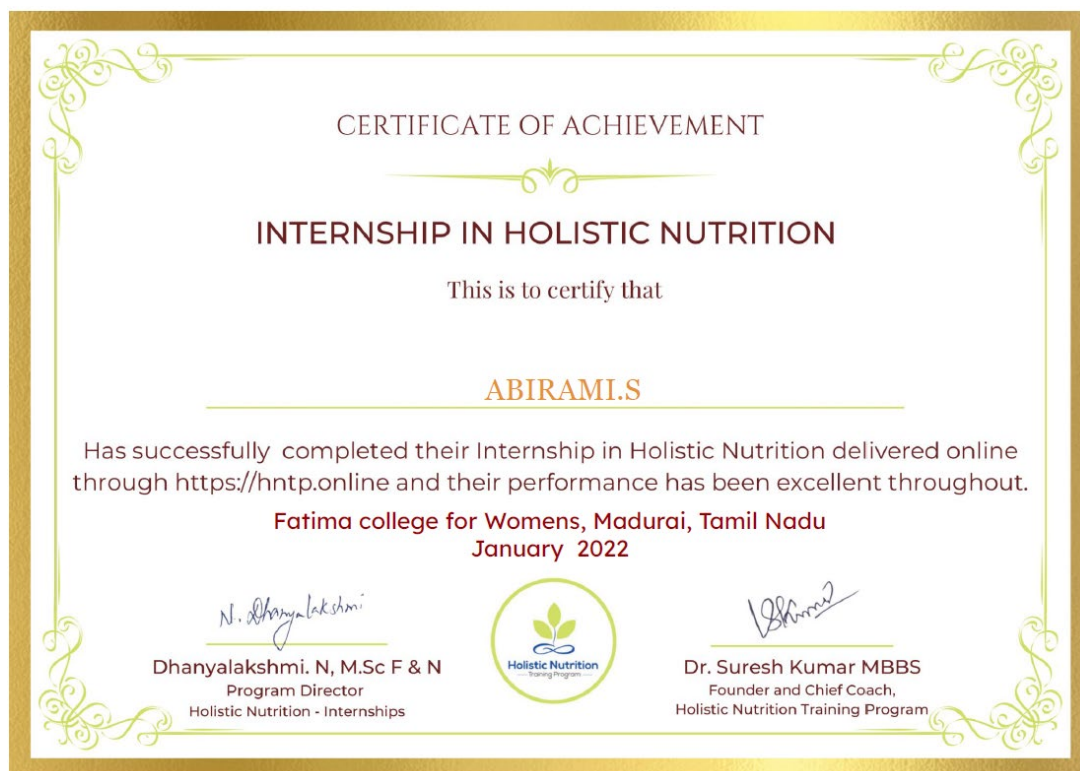 CERTIFICATE OF ACHIEVEMENT
INTERNSHIP IN HOLISTIC NUTRITION
This is to certify that
ABIRAMI.S
Has successfully completed their Internship in Holistic Nutrition delivered online
through https://hntp.online and their performance has been excellent throughout.
Fatima college for Womens, Madurai, Tamil Nadu
January 2022
N. Dhanyalakshmi
Dhanyalakshmi. N, M.Sc F & N
Program Director
Holistic Nutrition - Internships
Holistic Nutrition
Training Program
Dr. Suresh Kumar MBBS
Founder and Chief Coach,
Holistic Nutrition Training Program